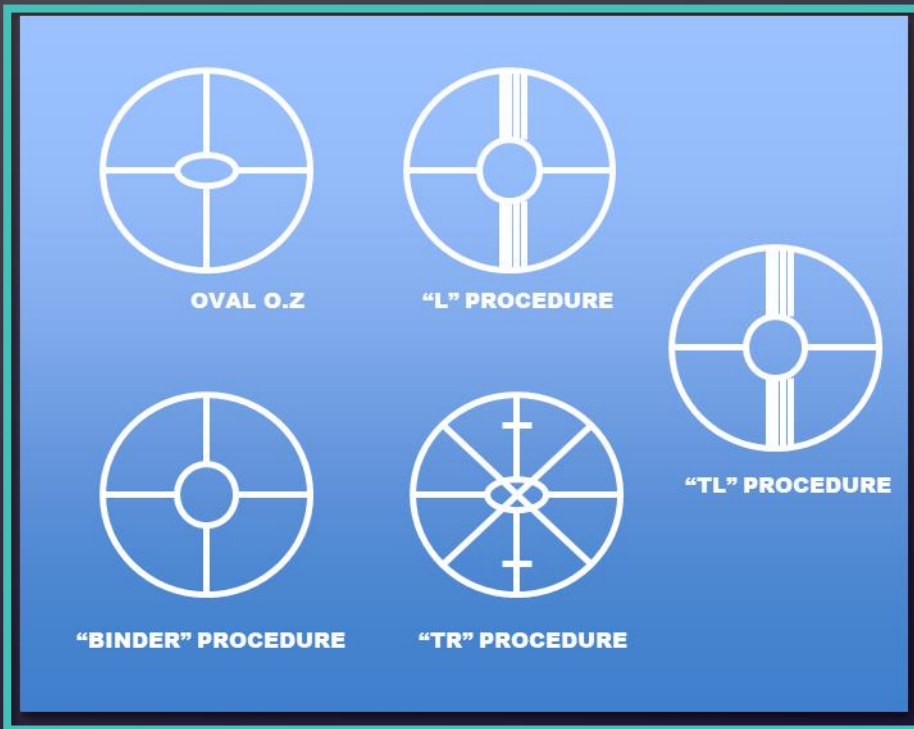 OVAL O.Z
“L” PROCEDURE
“TL” PROCEDURE
“BINDER” PROCEDURE
“TR” PROCEDURE